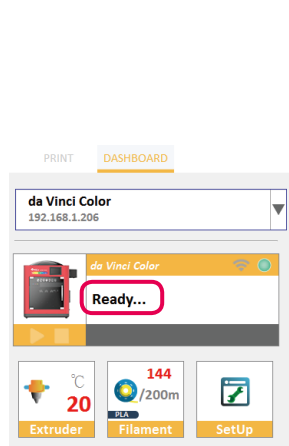 PRINT DASHBOARD
da Vinci Color
192.168.1.206
da Vinci Color
Ready...
°C
20
Extruder
144
/200m
PLA
Filament
SetUp